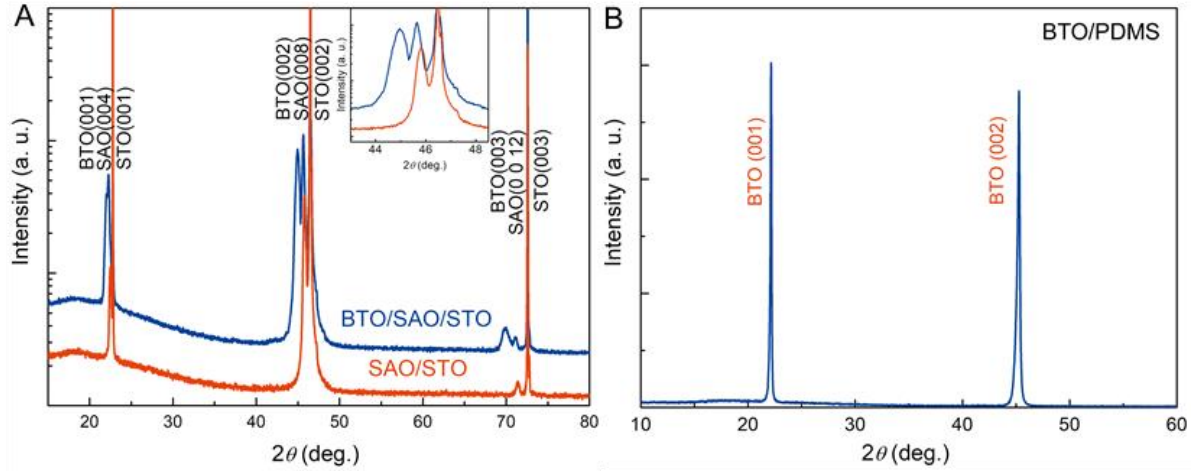 A
Intensity (a. u.)
BTO(001)
SAO(004)
STO(001)
BTO(002)
SAO(008)
STO(002)
Intensity (a. u.)
44
46
48
2θ (deg.)
BTO(003)
SAO(0 0 12)
STO(003)
BTO/SAO/STO
SAO/STO
20
30
40
50
60
70
80
2θ (deg.)
B
BTO/PDMS
Intensity (a. u.)
BTO (001)
BTO (002)
10
20
30
40
50
60
2θ (deg.)